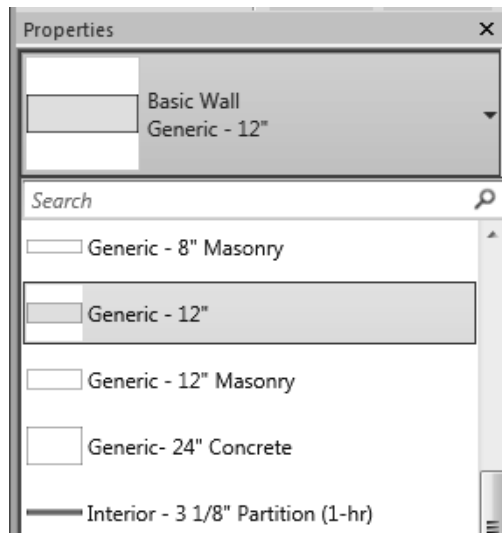 Properties
Basic Wall
Generic - 12"
Search
Generic - 8" Masonry
Generic - 12"
Generic - 12" Masonry
Generic- 24" Concrete
Interior - 3 1/8" Partition (1-hr)